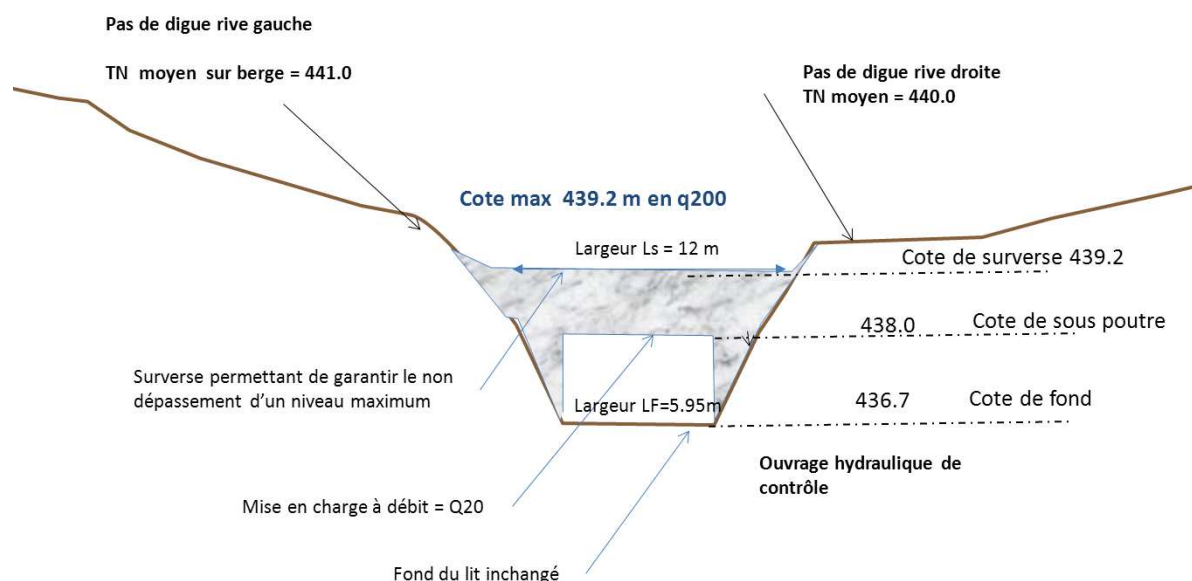 Pas de digue rive gauche
TN moyen sur berge = 441.0
Pas de digue rive droite
TN moyen = 440.0
Cote max 439.2 m en q200
Largeur Ls = 12 m
Cote de surverse 439.2
438.0 Cote de sous poutre
Surverse permettant de garantir le non
dépassement d’un niveau maximum
Largeur LF=5.95m
436.7 Cote de fond
Ouvrage hydraulique de
contrôle
Mise en charge à débit = Q20
Fond du lit inchangé